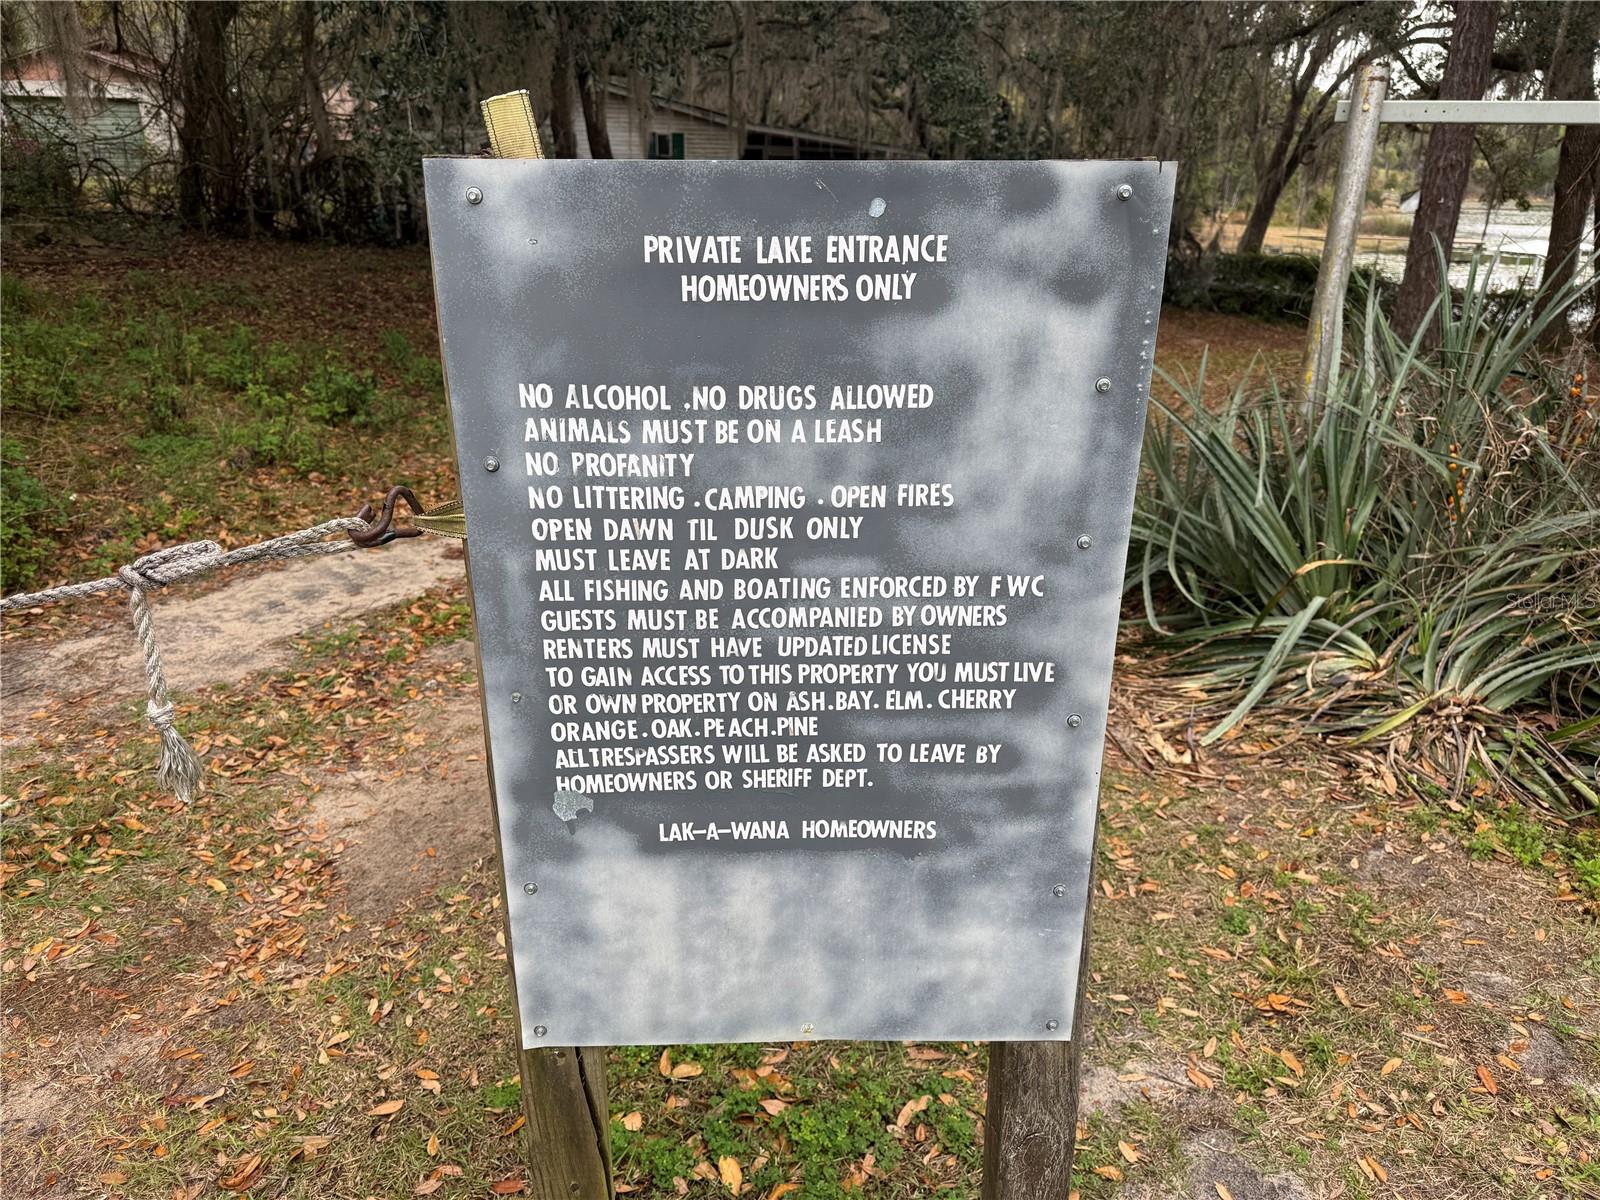 PRIVATE LAKE ENTRANCE
HOMEOWNERS ONLY
NO ALCOHOL .NO DRUGS ALLOWED
ANIMALS MUST BE ON A LEASH
NO PROFANITY
NO LITTERING . CAMPING . OPEN FIRES
OPEN DAWN TIL DUSK ONLY
MUST LEAVE AT DARK
ALL FISHING AND BOATING ENFORCED BY FWC
GUESTS MUST BE ACCOMPANIED BY OWNERS
RENTERS MUST HAVE UPDATED LICENSE
TO GAIN ACCESS TO THIS PROPERTY YOU MUST LIVE
OR OWN PROPERTY ON ASH.BAY. ELM. CHERRY
ORANGE.OAK.PEACH.PINE
ALL TRESPASSERS WILL BE ASKED TO LEAVE BY
HOMEOWNERS OR SHERIFF DEPT.
LAK-A-WANA HOMEOWNERS
StellarMLS